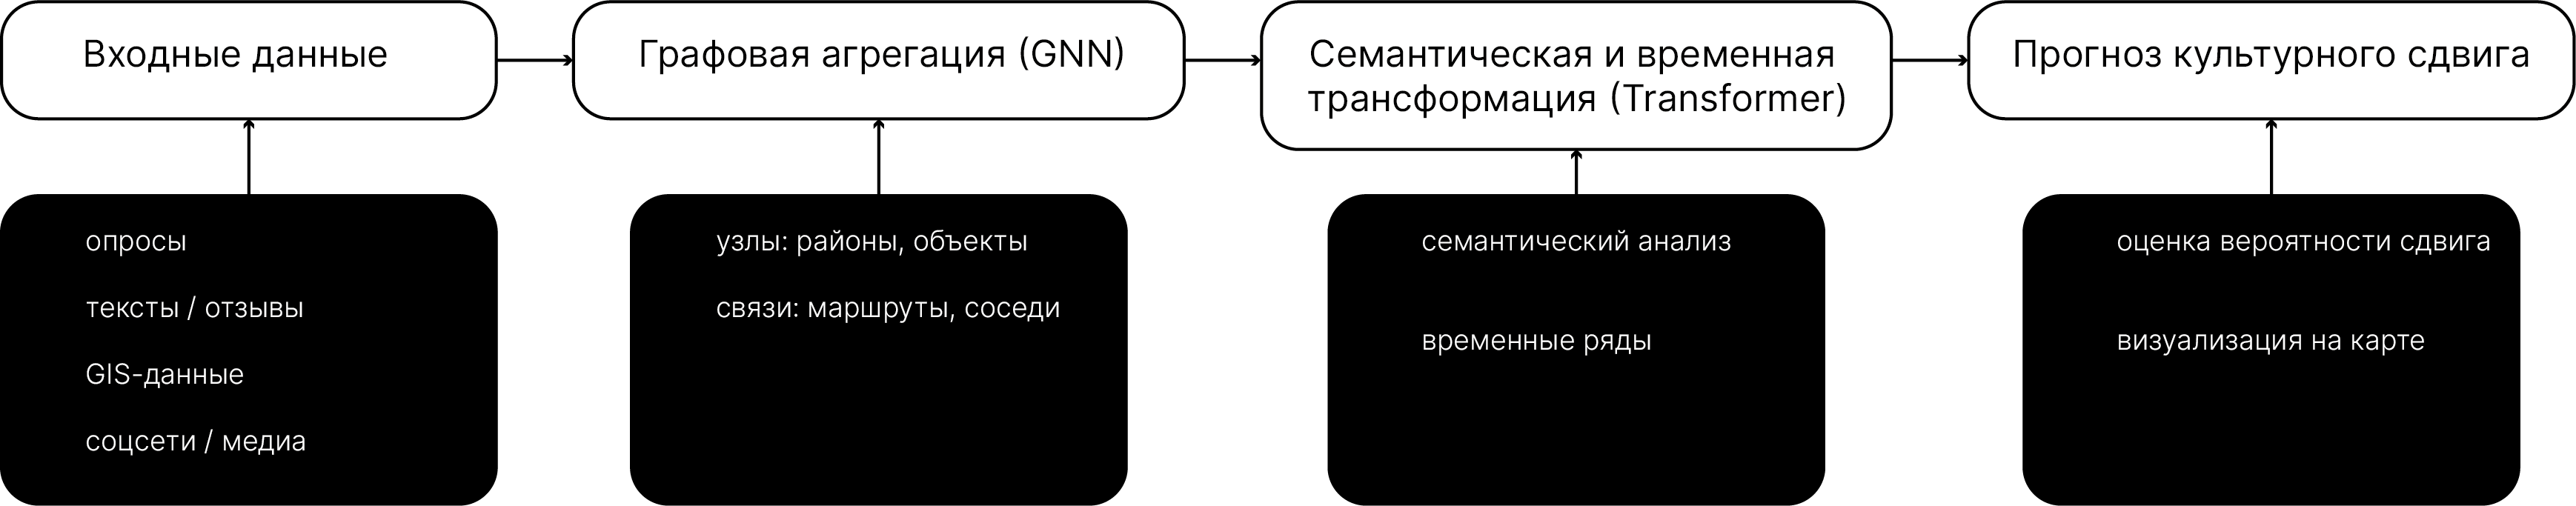 Входные данные
Графовая агрегация (GNN)
Семантическая и временная
трансформация (Transformer)
Прогноз культурного сдвига
опросы
тексты / отзывы
GIS-данные
соцсети / медиа
узлы: районы, объекты
связи: маршруты, соседи
семантический анализ
временные ряды
оценка вероятности сдвига
визуализация на карте